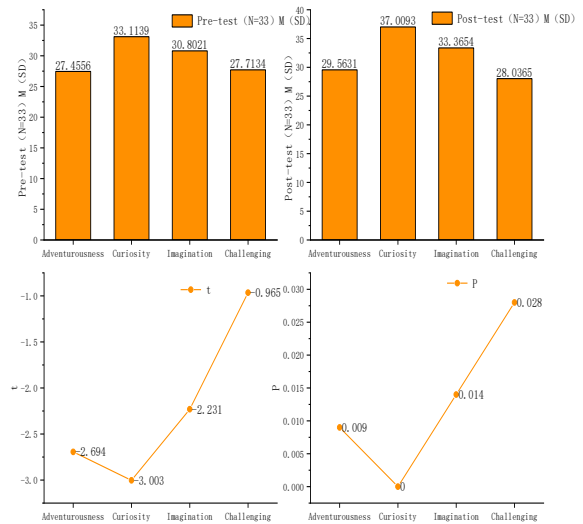 Pre-test (N=33) M (SD)
35
30
25
20
15
10
5
0
Pre-test (N=33) M (SD)
27.4556
33.1139
30.8021
27.7134
Adventurousness
Curiosity
Imagination
Challenging
Post-test (N=33) M (SD)
40
35
30
25
20
15
10
5
0
Post-test (N=33) M (SD)
29.5631
37.0093
33.3654
28.0365
Adventurousness
Curiosity
Imagination
Challenging
t
-1.0
-1.5
-2.0
-2.5
-3.0
t
-2.694
-3.003
-2.231
-0.965
Adventurousness
Curiosity
Imagination
Challenging
P
0.030
0.025
0.020
0.015
0.010
0.005
0.000
P
0.009
0
0.014
0.028
Adventurousness
Curiosity
Imagination
Challenging